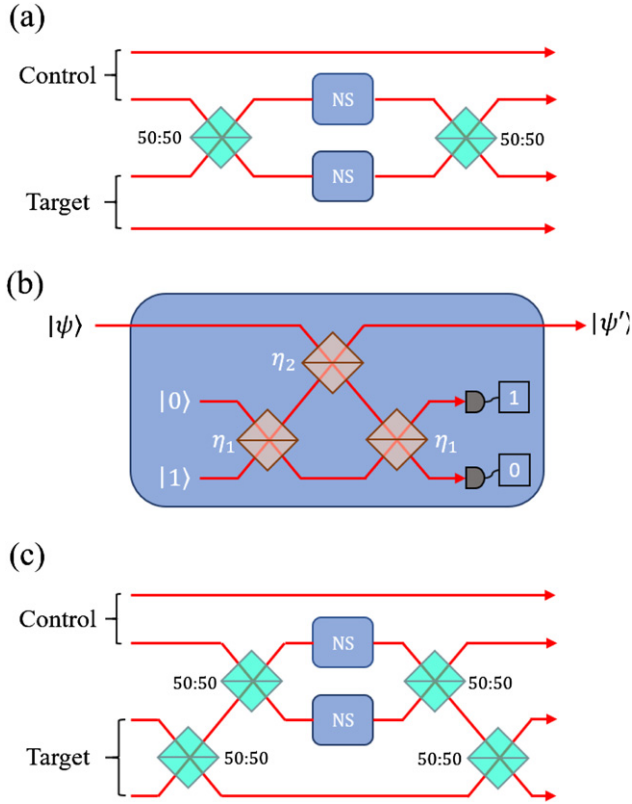 (a)
Control
NS
50:50
50:50
NS
Target
(b)
|ψ⟩
|ψ'⟩
η₂
|0⟩
1
η₁
η₁
|1⟩
0
(c)
Control
NS
50:50
50:50
NS
Target
50:50
50:50